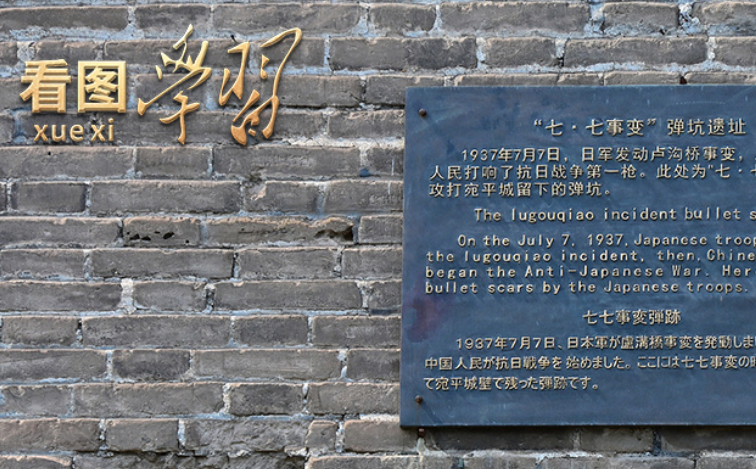 看图学习
xue xi
“七·七事变”弹坑遗址
1937年7月7日，日军发动卢沟桥事变，
人民打响了抗日战争第一枪。此处为“七·
攻打宛平城留下的弹坑。
The lugouqiao incident bullet s
On the July 7, 1937, Japanese troop
the lugouqiao incident, then, Chine
began the Anti-Japanese War. Her
bullet scars by the Japanese troops.
七七事変弾跡
1937年7月7日、日本軍が盧溝橋事変を発動しま
中国人民が抗日戦争を始めました。ここには七七事変の時
て宛平城壁で残った弾跡です。